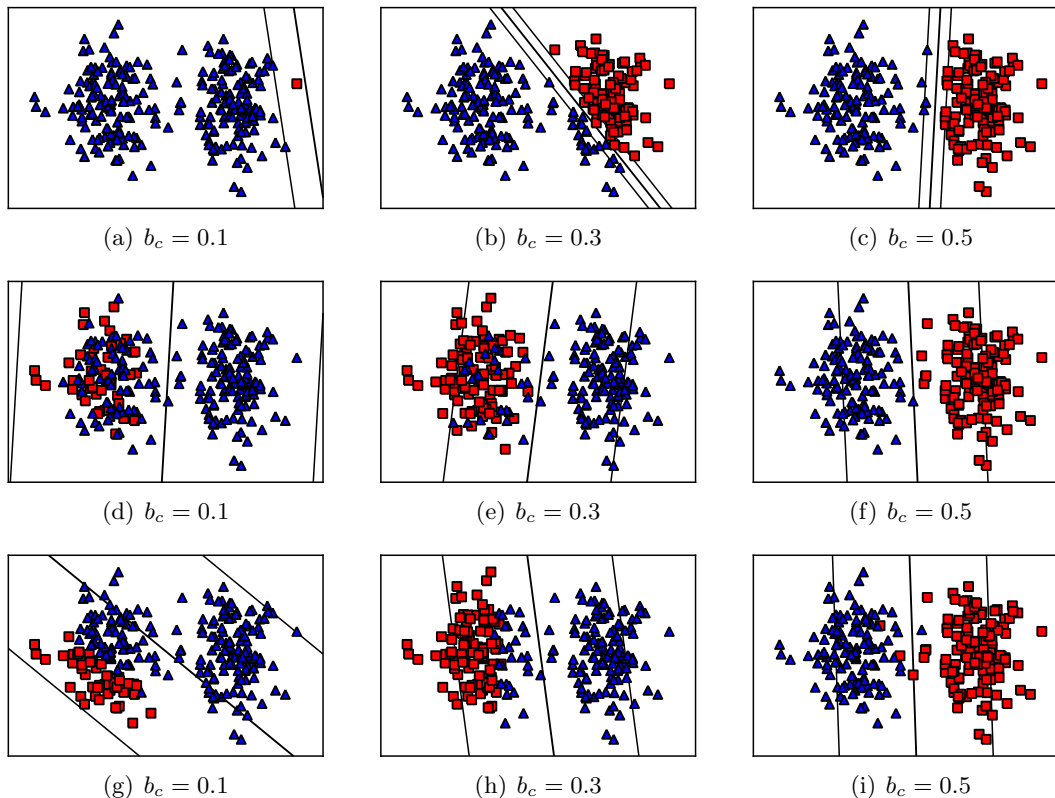 (a) b_c = 0.1
(b) b_c = 0.3
(c) b_c = 0.5
(d) b_c = 0.1
(e) b_c = 0.3
(f) b_c = 0.5
(g) b_c = 0.1
(h) b_c = 0.3
(i) b_c = 0.5